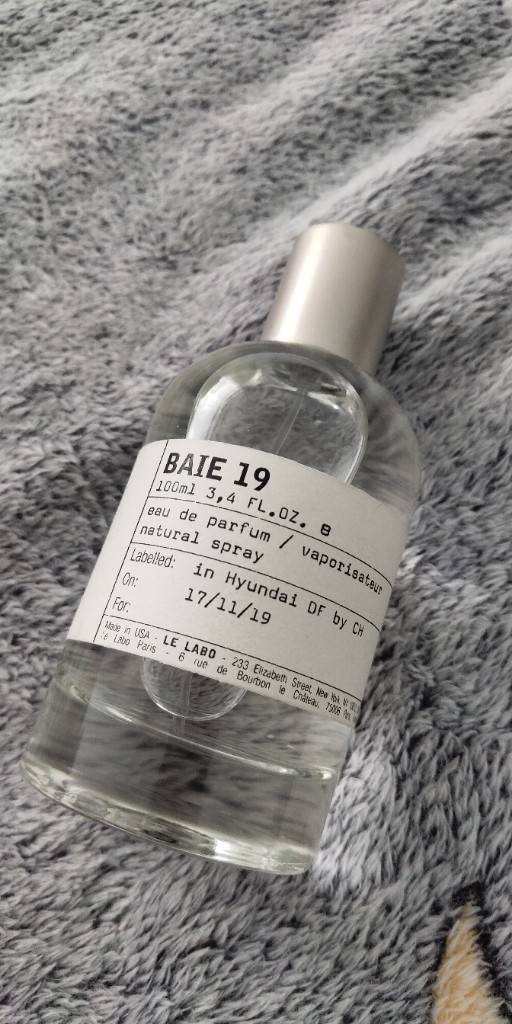 BAIE 19
100ml 3,4 FL.OZ. e
eau de parfum / vaporisateur
natural spray
Labelled: in Hyundai DF by CH
On: 17/11/19
For:
Made in USA - LE LABO - 233 Elizabeth Street, New York, NY
Le Labo Paris - 6 rue de Bourbon le Château, 75006